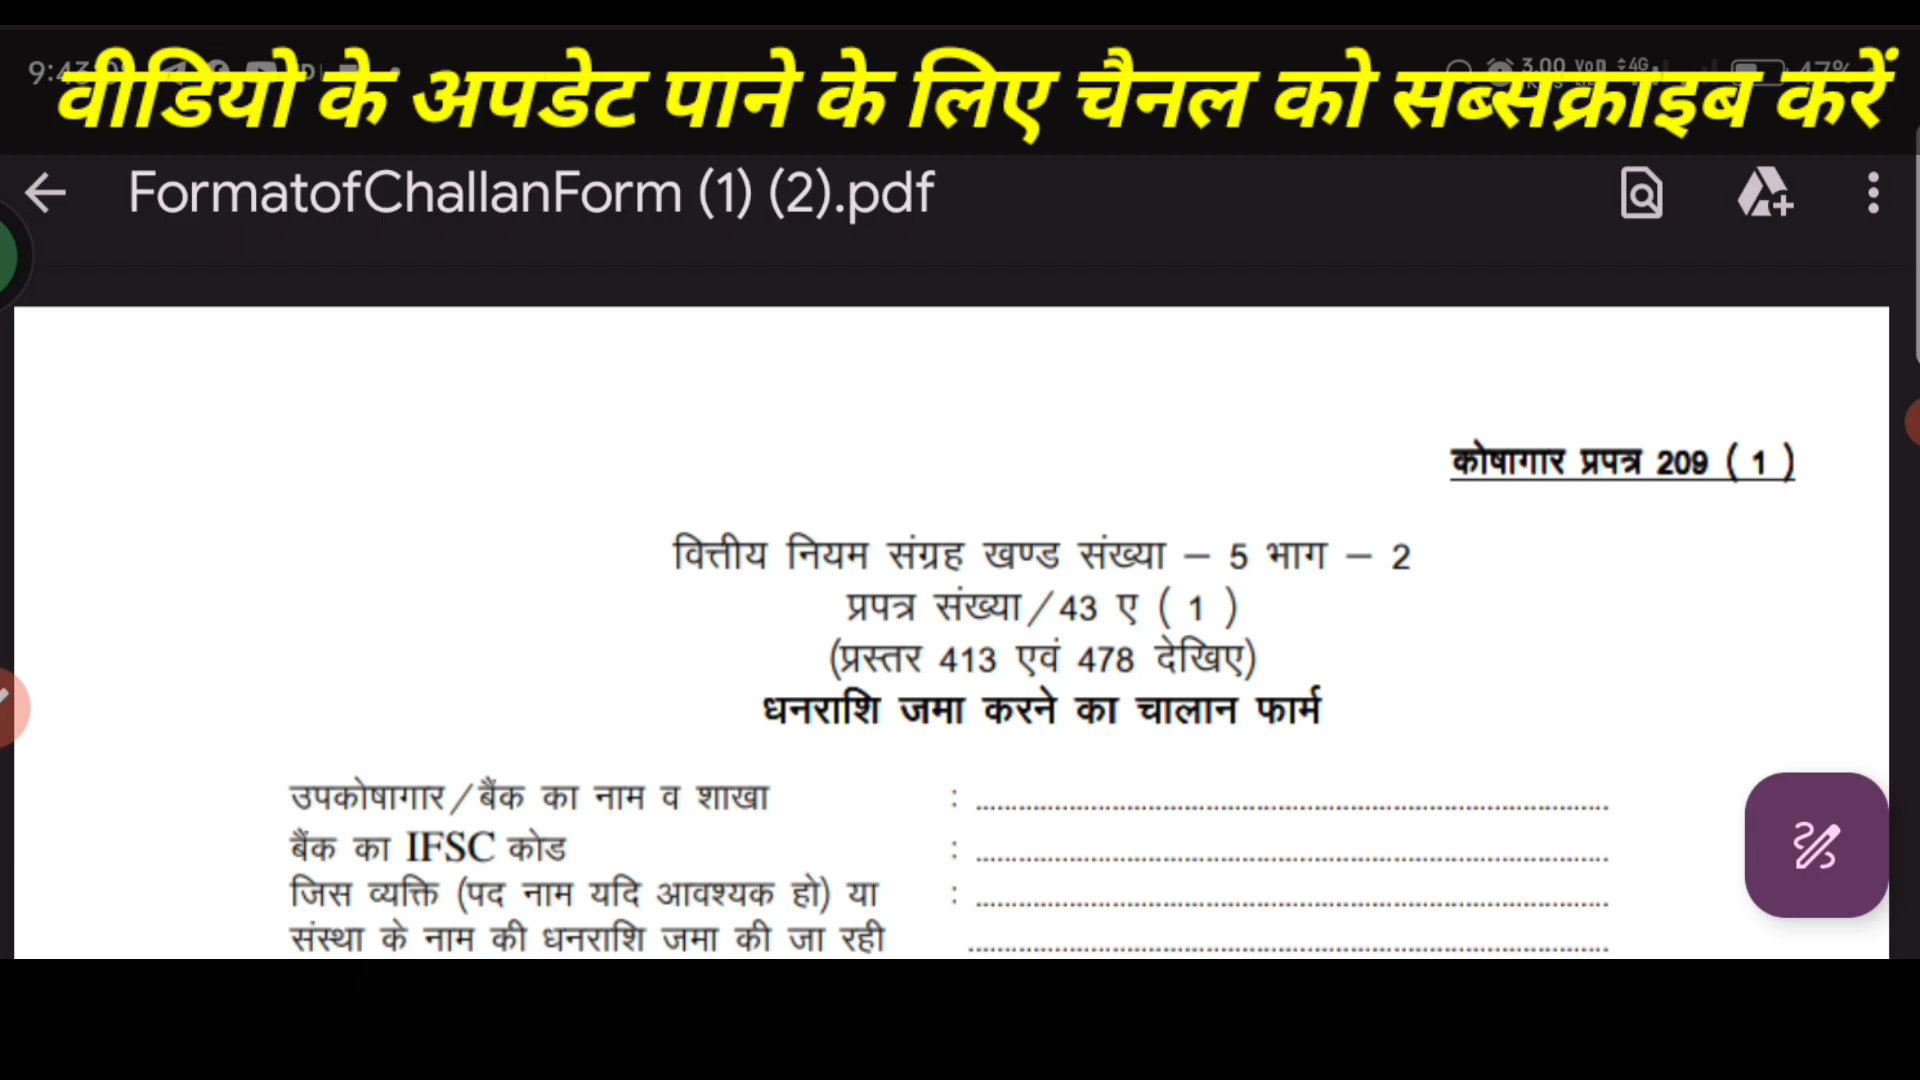 वीडियो के अपडेट पाने के लिए चैनल को सब्सक्राइब करें
FormatofChallanForm (1) (2).pdf
कोषागार प्रपत्र 209 ( 1 )
वित्तीय नियम संग्रह खण्ड संख्या – 5 भाग – 2
प्रपत्र संख्या/43 ए ( 1 )
(प्रस्तर 413 एवं 478 देखिए)
धनराशि जमा करने का चालान फार्म
उपकोषागार/बैंक का नाम व शाखा :
बैंक का IFSC कोड :
जिस व्यक्ति (पद नाम यदि आवश्यक हो) या :
संस्था के नाम की धनराशि जमा की जा रही